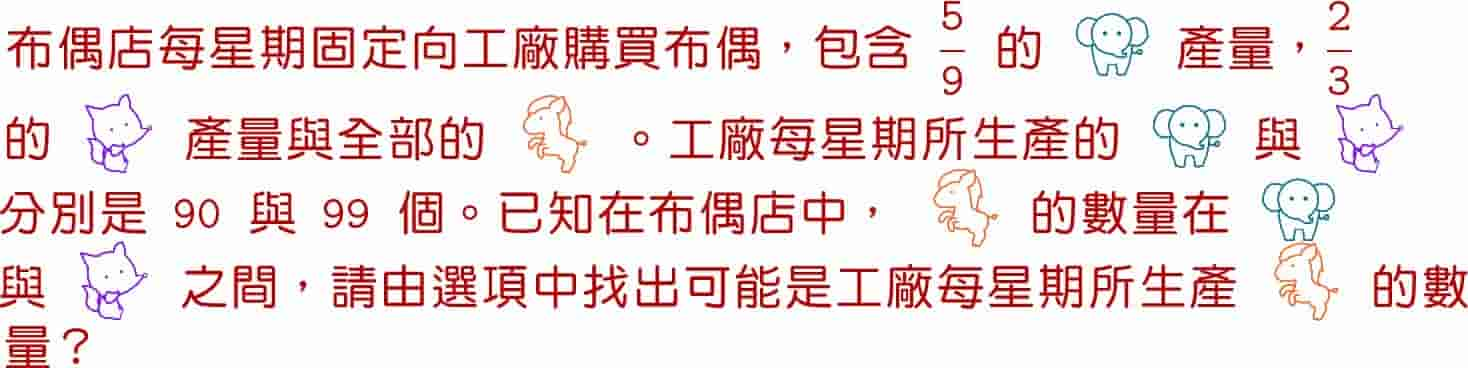 布偶店每星期固定向工廠購買布偶，包含 5/9 的 產量，2/3
的 產量與全部的 。工廠每星期所生產的 與
分別是 90 與 99 個。已知在布偶店中， 的數量在
與 之間，請由選項中找出可能是工廠每星期所生產 的數
量？